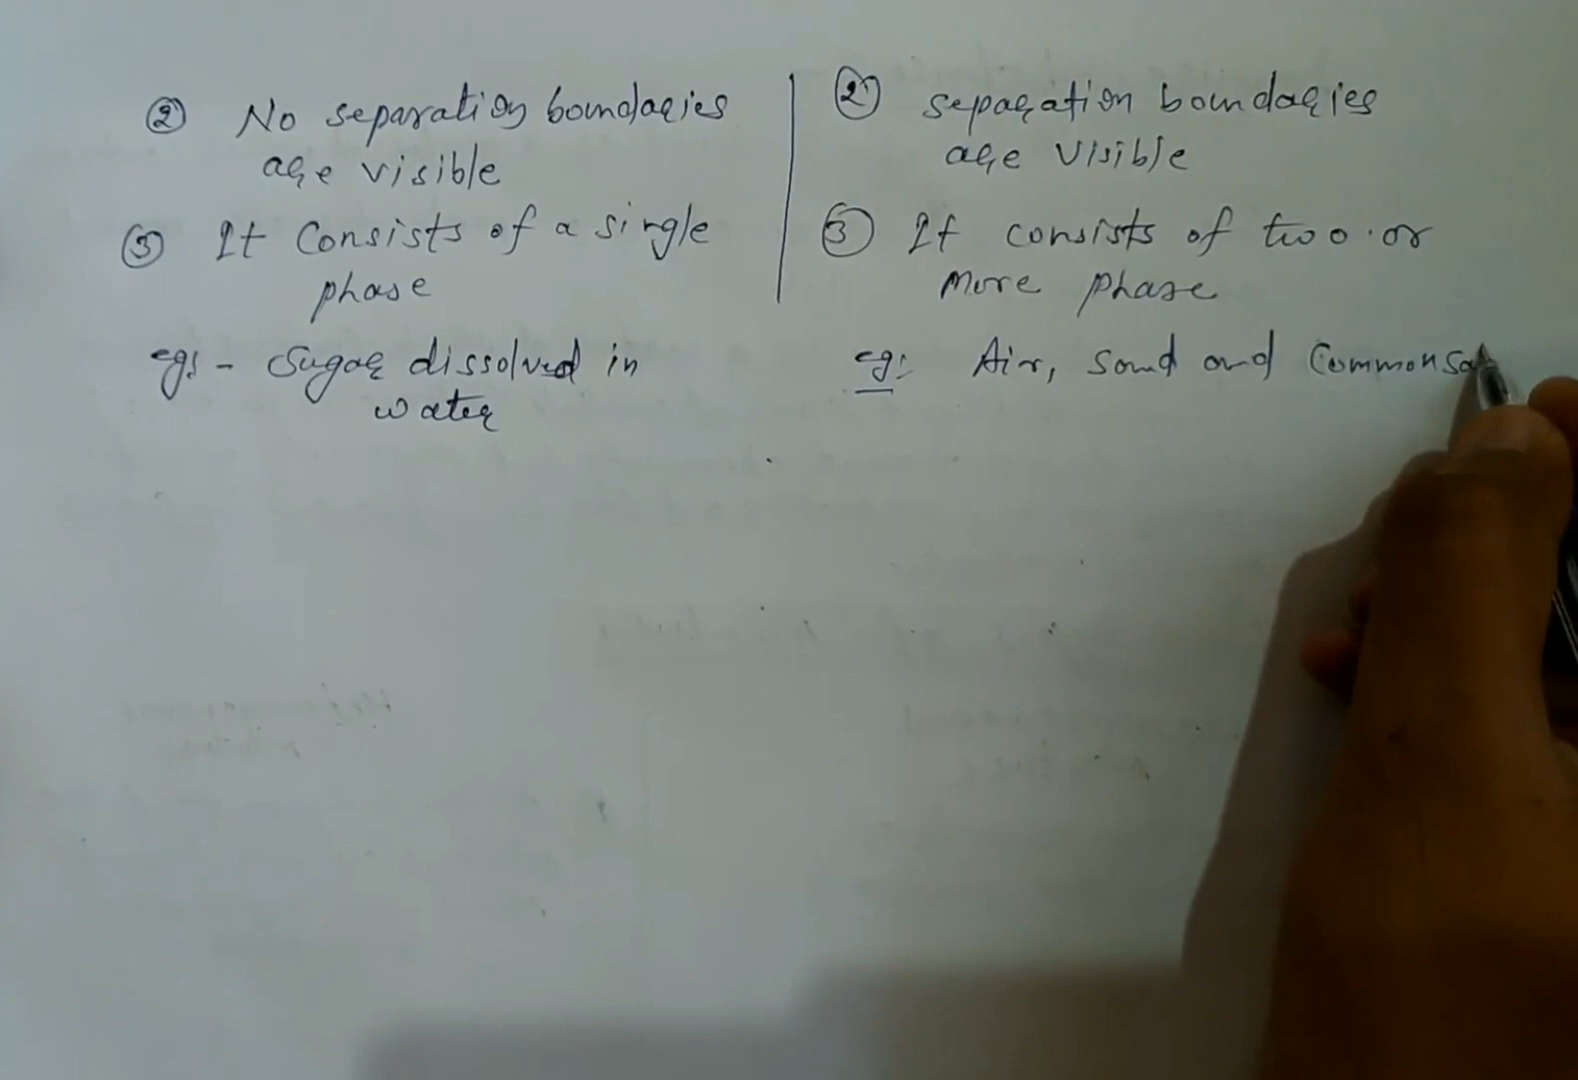 ② No separation boundaries
are visible
③ It Consists of a single
phase
eg:- Sugar dissolved in
water
② separation boundaries
are visible
③ It consists of two or
more phase
eg: Air, sand and Commonsa